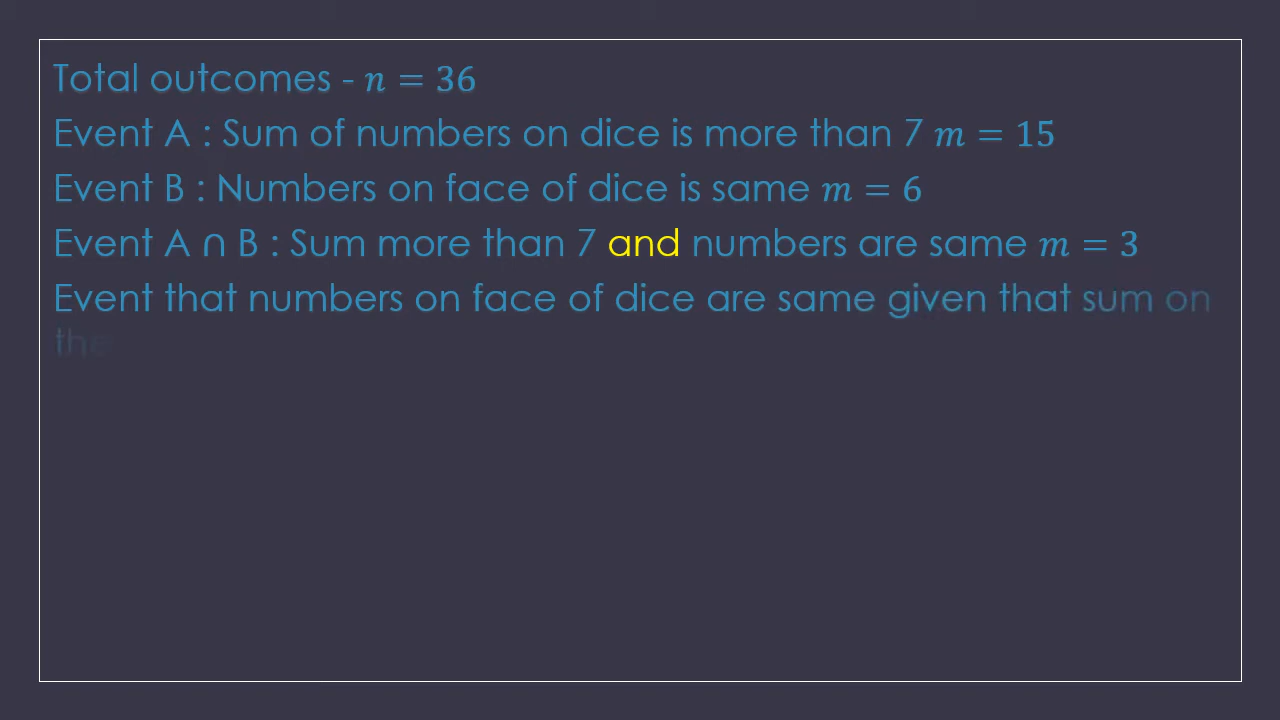 Total outcomes - 𝑛 = 36
Event A : Sum of numbers on dice is more than 7 𝑚 = 15
Event B : Numbers on face of dice is same 𝑚 = 6
Event A ∩ B : Sum more than 7 and numbers are same 𝑚 = 3
Event that numbers on face of dice are same given that sum on
the